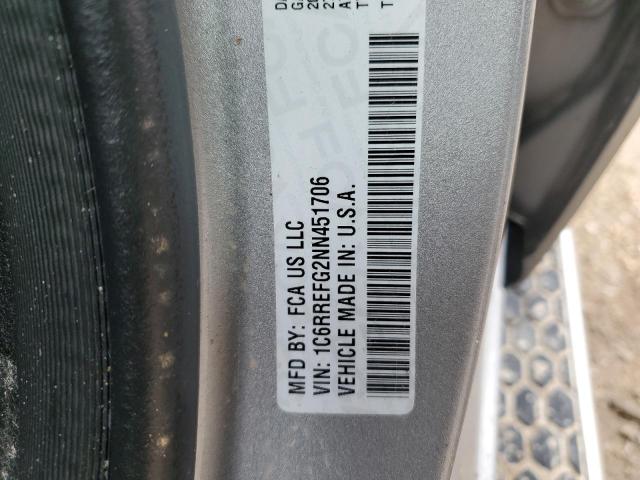 MFD BY: FCA US LLC
VIN: 1C6RREFG2NN451706
VEHICLE MADE IN: U.S.A.